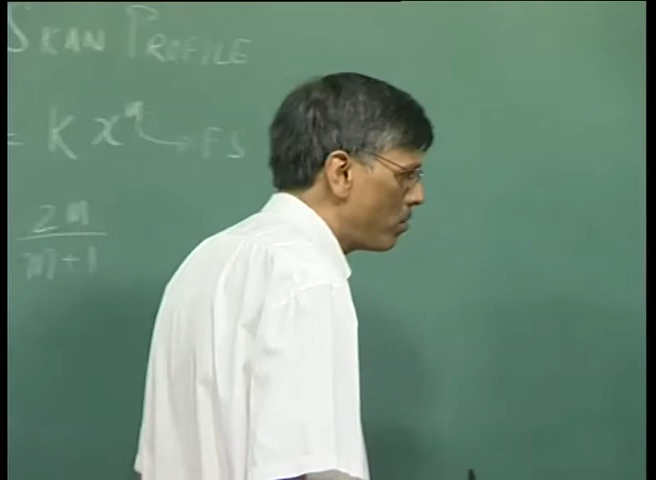 SKAN PROFILE
= K x^m → FS
2m
m+1